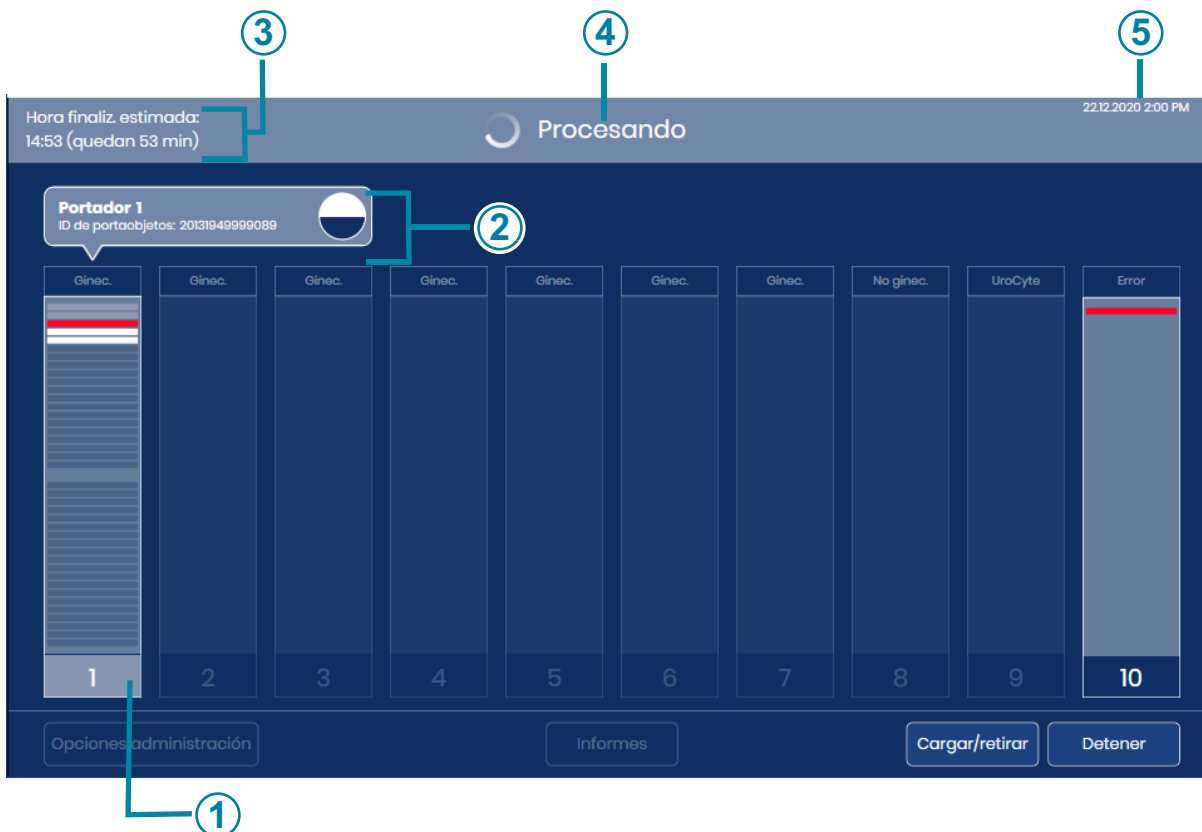 3
4
5
Hora finaliz. estimada:
14:53 (quedan 53 min)
Procesando
22.12.2020 2:00 PM
Portador 1
ID de portaobjetos: 20131949999089
2
Ginec.
Ginec.
Ginec.
Ginec.
Ginec.
Ginec.
Ginec.
No ginec.
UroCyte
Error
1
2
3
4
5
6
7
8
9
10
Opciones administración
Informes
Cargar/retirar
Detener
1